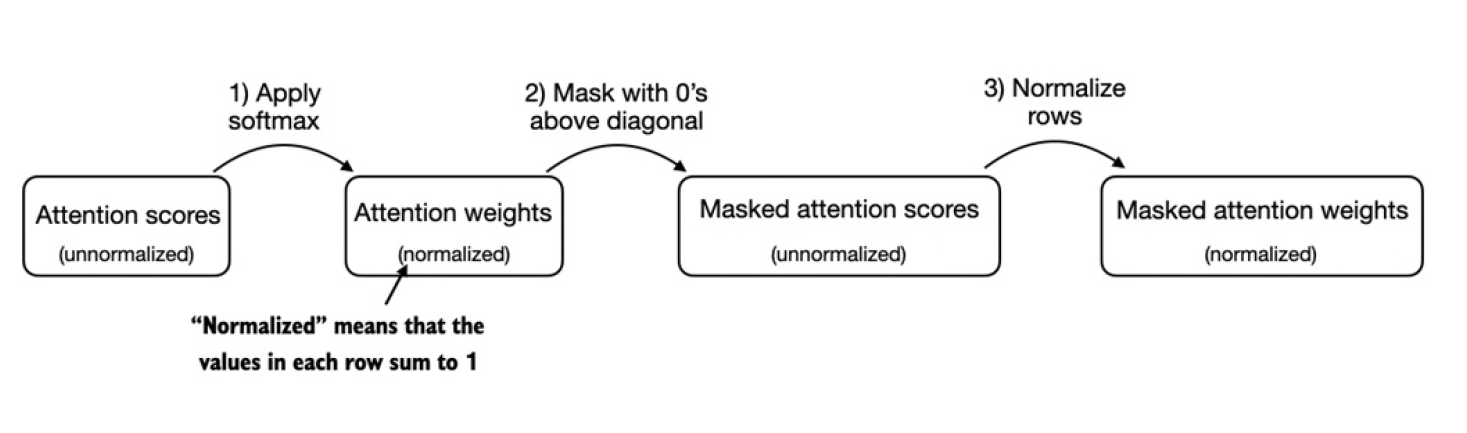 1) Apply
softmax
2) Mask with 0’s
above diagonal
3) Normalize
rows
Attention scores
(unnormalized)
Attention weights
(normalized)
Masked attention scores
(unnormalized)
Masked attention weights
(normalized)
“Normalized” means that the
values in each row sum to 1